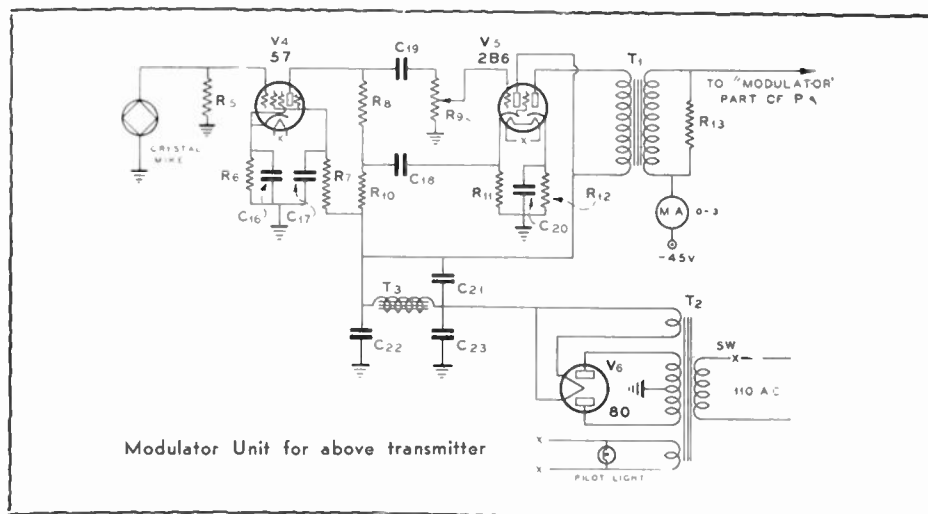 V4
57
C19
V5
2B6
T1
TO "MODULATOR"
PART OF P
R5
R8
R9
R13
CRYSTAL
MIKE
X
X
R6
R7
C18
R10
R11
R12
C16
C17
C20
MA
0-3
-45V
T3
C21
T2
C22
C23
SW
X
V6
80
110 AC
Modulator Unit for above transmitter
X
X
PILOT LIGHT